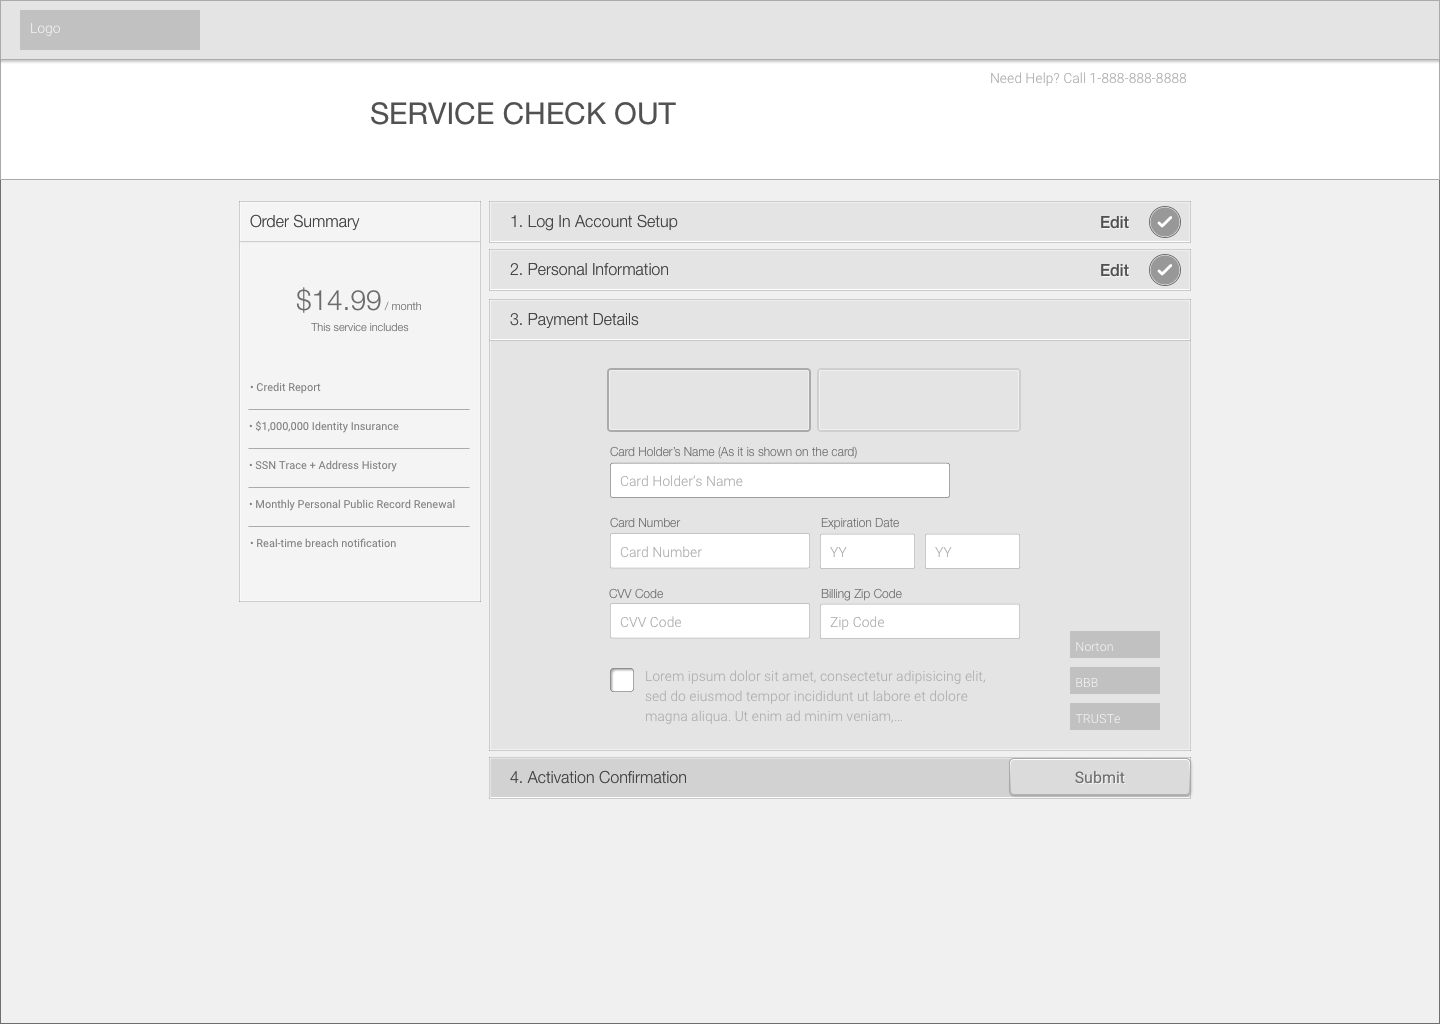 Logo
Need Help? Call 1-888-888-8888
SERVICE CHECK OUT
Order Summary
$14.99 / month
This service includes
• Credit Report
• $1,000,000 Identity Insurance
• SSN Trace + Address History
• Monthly Personal Public Record Renewal
• Real-time breach notification
1. Log In Account Setup
Edit
2. Personal Information
Edit
3. Payment Details
Card Holder's Name (As it is shown on the card)
Card Holder's Name
Card Number
Expiration Date
Card Number
YY
YY
CVV Code
Billing Zip Code
CVV Code
Zip Code
Lorem ipsum dolor sit amet, consectetur adipisicing elit,
sed do eiusmod tempor incididunt ut labore et dolore
magna aliqua. Ut enim ad minim veniam,...
Norton
BBB
TRUSTe
4. Activation Confirmation
Submit